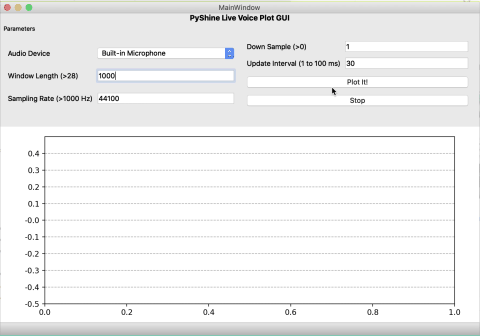 MainWindow
PyShine Live Voice Plot GUI
Parameters
Audio Device
Built-in Microphone
Window Length (>28)
1000
Sampling Rate (>1000 Hz)
44100
Down Sample (>0)
1
Update Interval (1 to 100 ms)
30
Plot It!
Stop
0.4
0.3
0.2
0.1
-0.0
-0.1
-0.2
-0.3
-0.4
-0.5
0.0 0.2 0.4 0.6 0.8 1.0